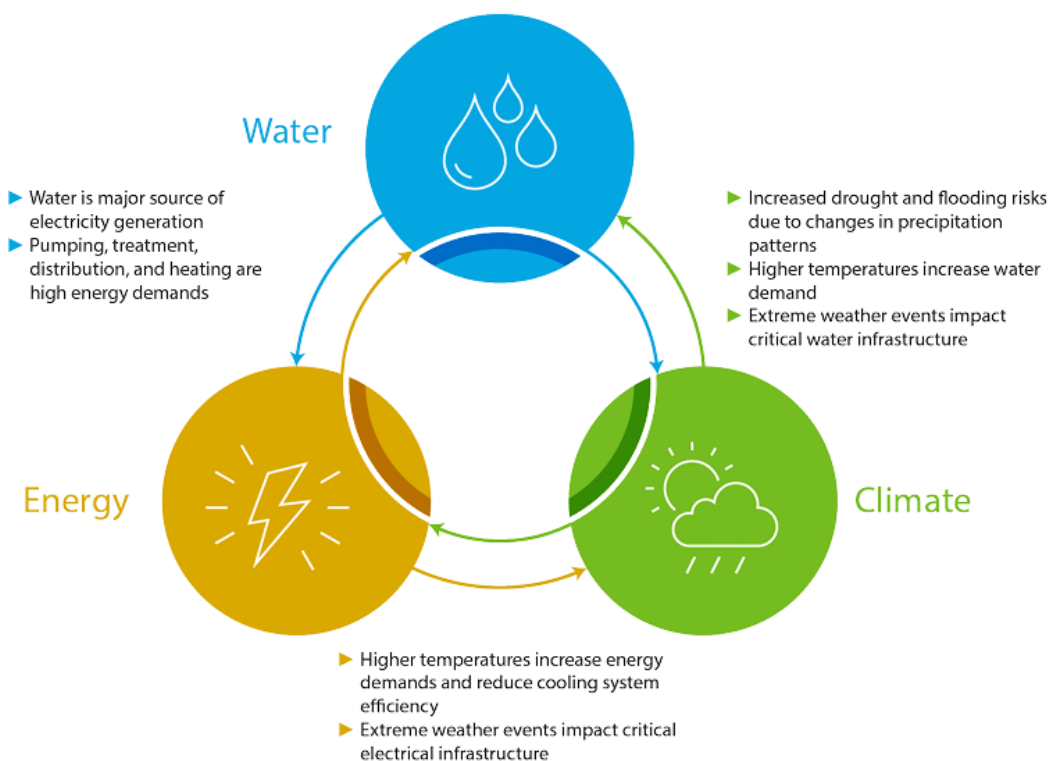 Water
► Water is major source of
electricity generation
► Pumping, treatment,
distribution, and heating are
high energy demands
► Increased drought and flooding risks
due to changes in precipitation
patterns
► Higher temperatures increase water
demand
► Extreme weather events impact
critical water infrastructure
Energy
Climate
► Higher temperatures increase energy
demands and reduce cooling system
efficiency
► Extreme weather events impact critical
electrical infrastructure